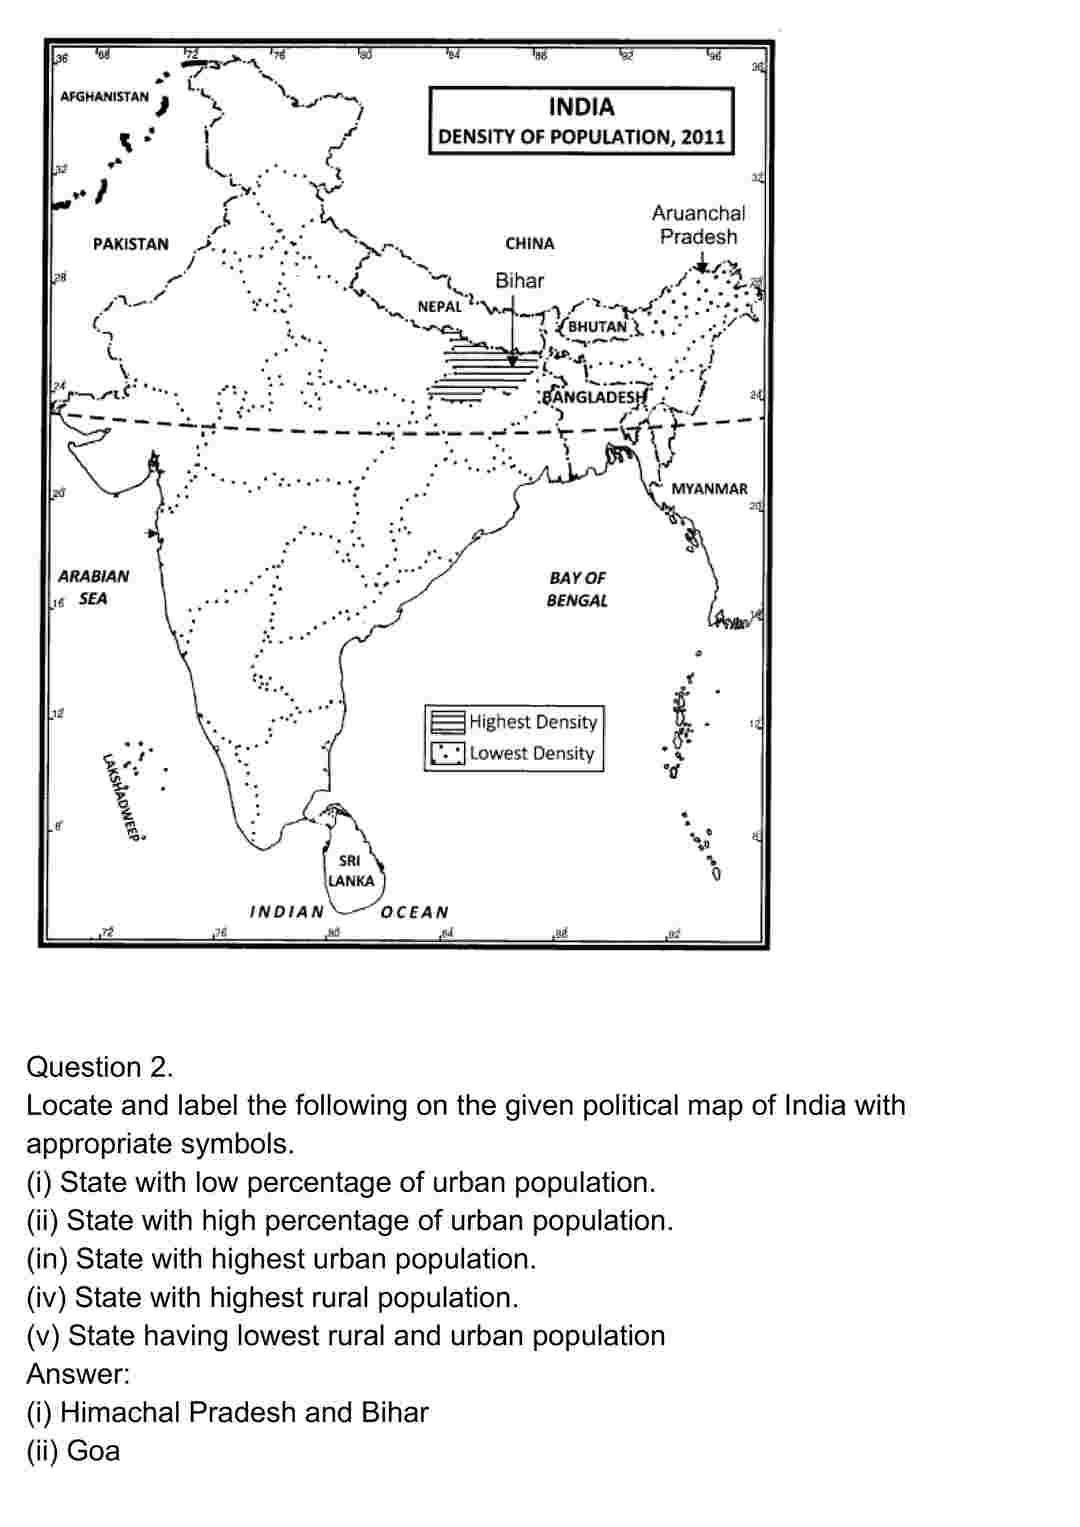 36 68 72 76 80 84 88 92 96 36
AFGHANISTAN
INDIA
DENSITY OF POPULATION, 2011
32 32
Aruanchal
Pradesh
PAKISTAN CHINA
28 Bihar 28
NEPAL
BHUTAN
24 BANGLADESH 24
20 MYANMAR 20
ARABIAN
SEA
BAY OF
BENGAL
16
12 12
Highest Density
Lowest Density
LAKSHADWEEP
8 8
SRI
LANKA
INDIAN OCEAN
72 76 80 84 88 92
Question 2.
Locate and label the following on the given political map of India with
appropriate symbols.
(i) State with low percentage of urban population.
(ii) State with high percentage of urban population.
(in) State with highest urban population.
(iv) State with highest rural population.
(v) State having lowest rural and urban population
Answer:
(i) Himachal Pradesh and Bihar
(ii) Goa